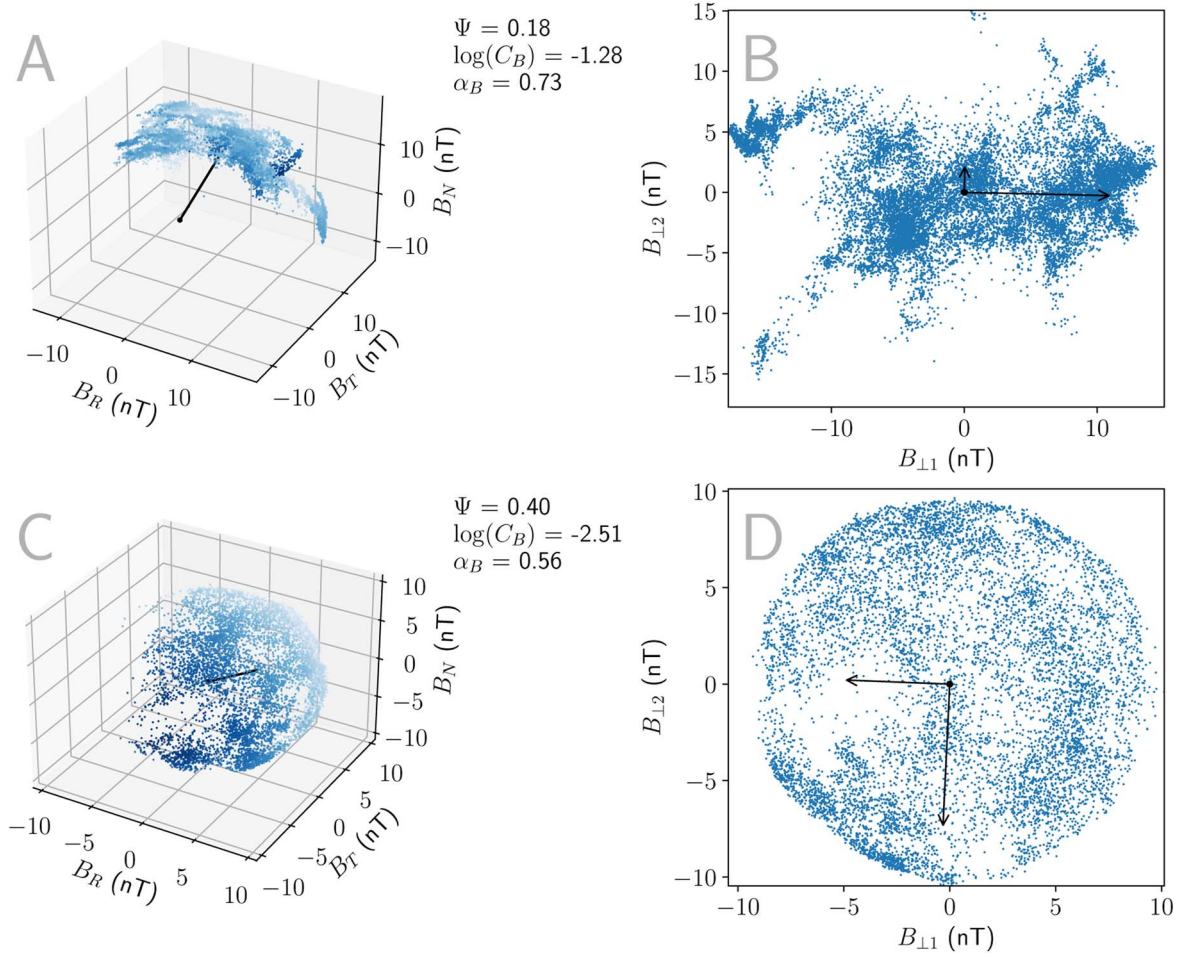 A
Ψ = 0.18
log(C_B) = -1.28
α_B = 0.73
10
0
−10
B_N (nT)
−10
0
10
B_R (nT)
−10
0
10
B_T (nT)
B
15
10
5
0
−5
−10
−15
B_⊥2 (nT)
−10
0
10
B_⊥1 (nT)
C
Ψ = 0.40
log(C_B) = -2.51
α_B = 0.56
10
5
0
−5
−10
B_N (nT)
−10
−5
0
5
10
B_R (nT)
−10
−5
0
5
10
B_T (nT)
D
10
5
0
−5
−10
B_⊥2 (nT)
−10
−5
0
5
10
B_⊥1 (nT)